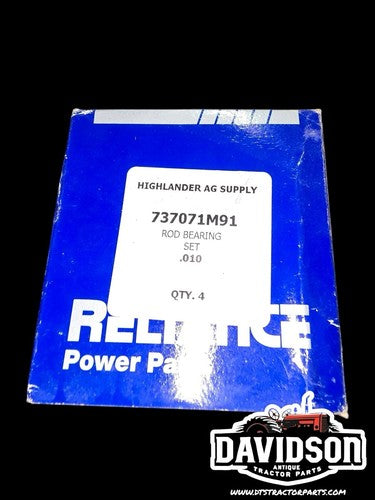 HIGHLANDER AG SUPPLY
737071M91
ROD BEARING
SET
.010
QTY. 4
Power Pa
DAVIDSON
ANTIQUE
TRACTOR PARTS
WWW.DTSTRACTORPARTS.COM